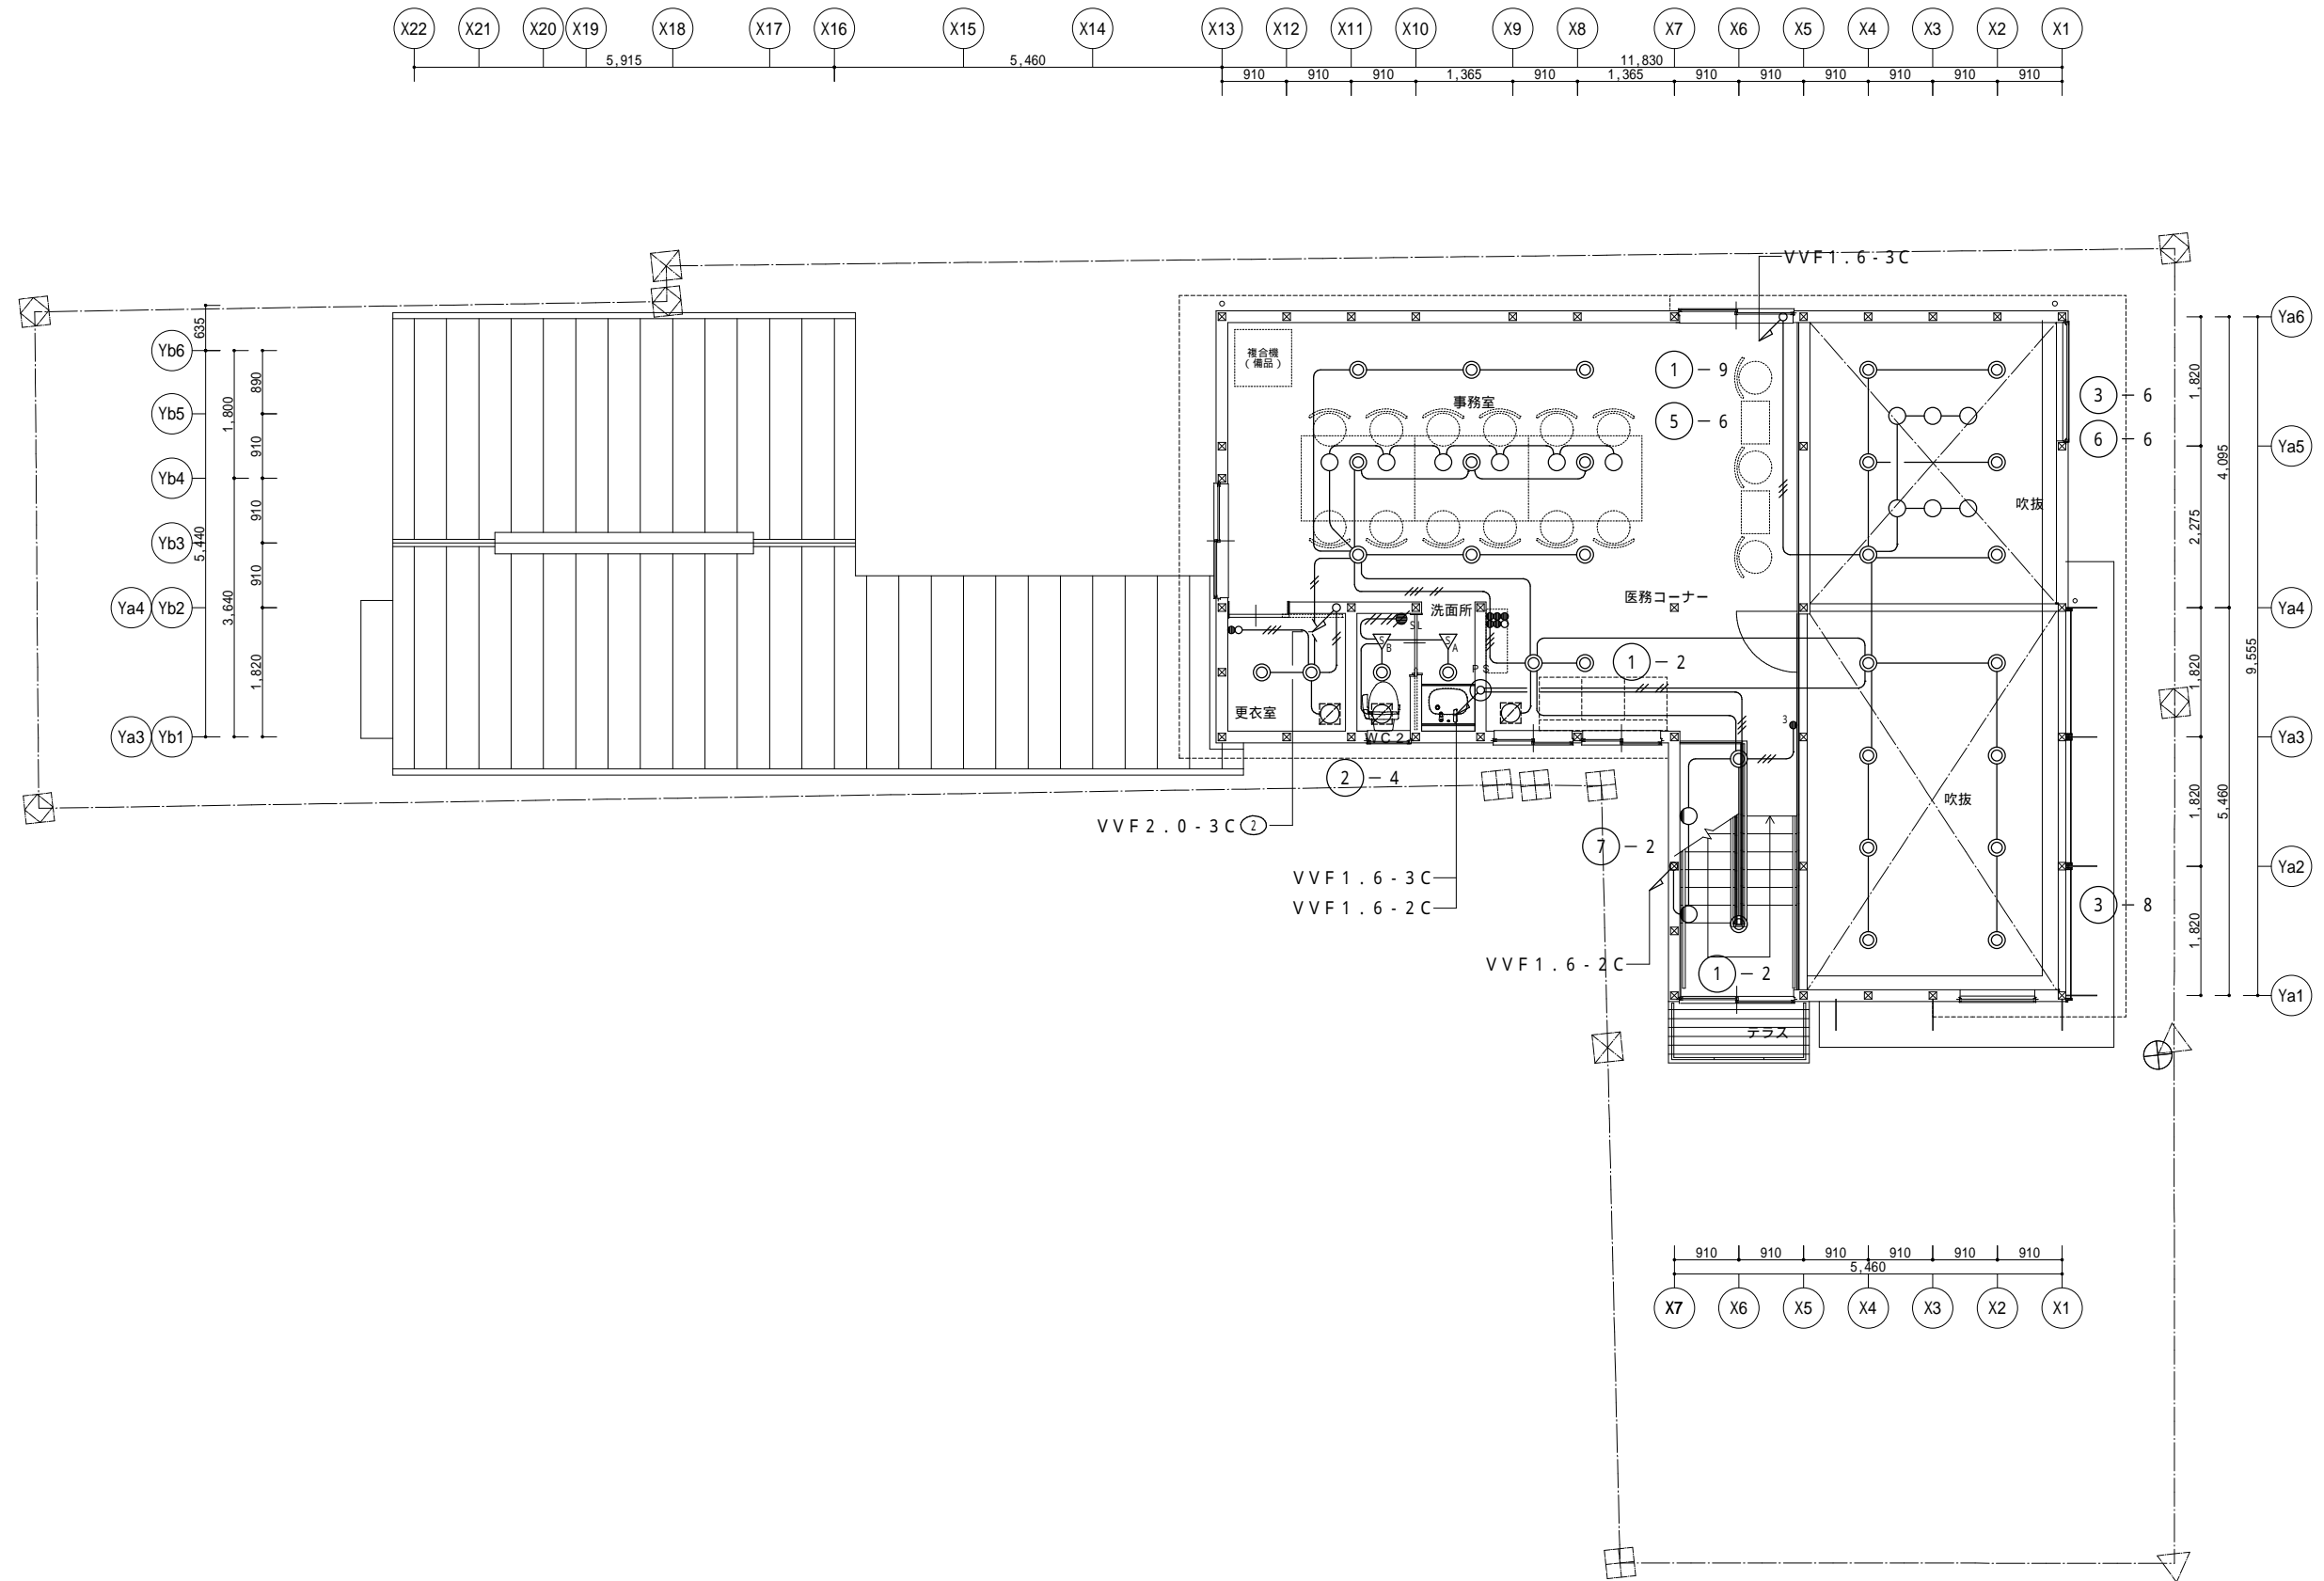 X22 X21 X20 X19 X18 X17 X16 X15 X14 X13 X12 X11 X10 X9 X8 X7 X6 X5 X4 X3 X2 X1
5,915 5,460 11,830
910 910 910 1,365 910 1,365 910 910 910 910 910 910
VVF1.6-3C
635
Yb6
890
1,800
Yb5
910
Yb4
910
5,440
Yb3
910
3,640
Ya4 Yb2
1,820
Ya3 Yb1
複合機
(備品)
事務室
1-9
5-6
3-6
6-6
吹抜
医務コーナー
洗面所
SL
S
B
S
A
PS
1-2
更衣室
WC2
3
2-4
吹抜
VVF2.0-3C2
7-2
VVF1.6-3C
VVF1.6-2C
3-8
VVF1.6-2C
1-2
テラス
Ya6
1,820
Ya5
4,095
2,275
Ya4
1,820
9,555
Ya3
1,820
5,460
Ya2
1,820
Ya1
910 910 910 910 910 910
5,460
X7 X6 X5 X4 X3 X2 X1